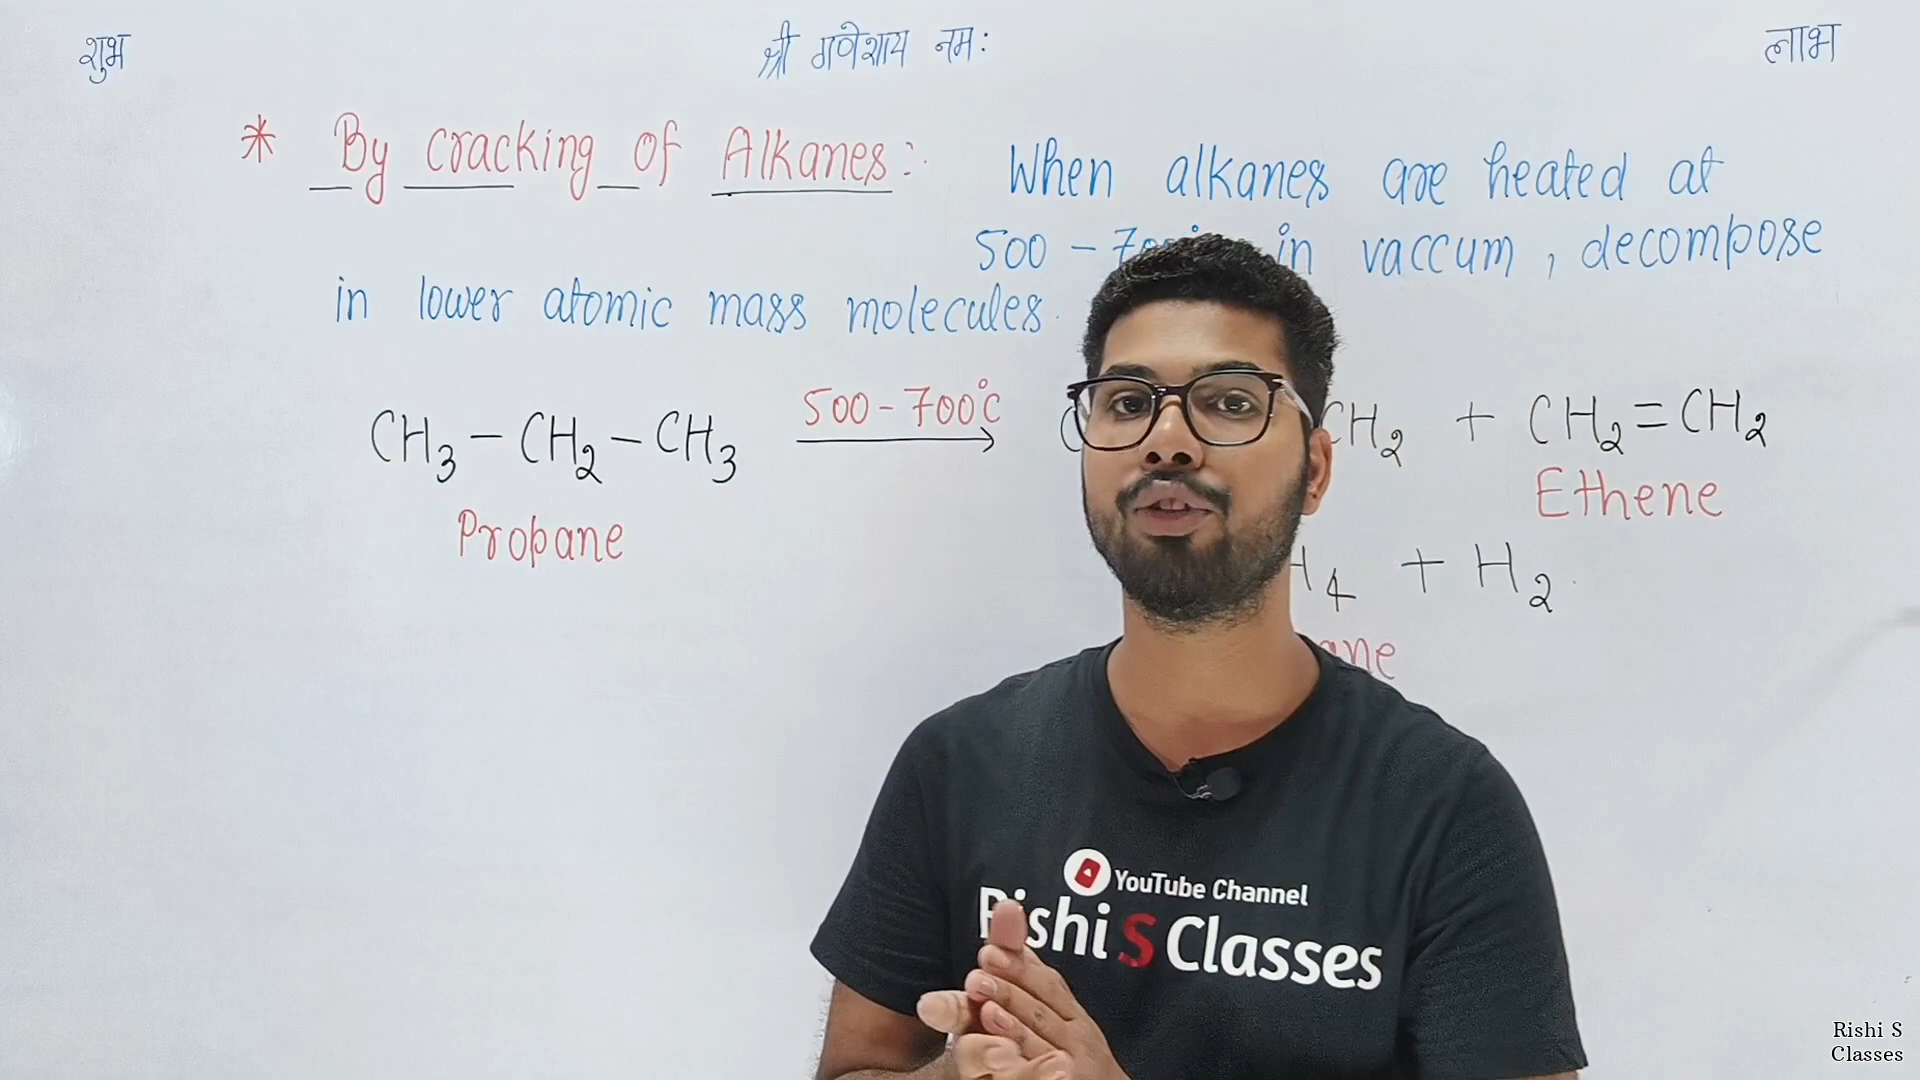 शुभ श्री गणेशाय नमः लाभ
* By cracking of Alkanes:. When alkanes are heated at
500 - in vaccum, decompose
in lower atomic mass molecules.
CH3 - CH2 - CH3 500-700°C CH2 + CH2=CH2
Propane Ethene
H4 + H2
YouTube Channel
Rishi S Classes
Rishi S
Classes